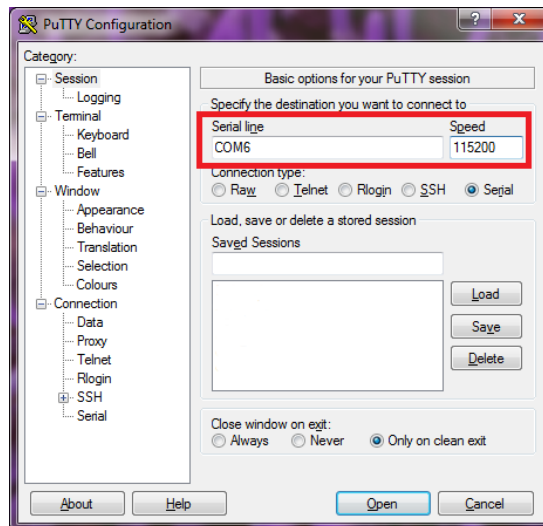 PuTTY Configuration
?
X
Category:
Session
Logging
Terminal
Keyboard
Bell
Features
Window
Appearance
Behaviour
Translation
Selection
Colours
Connection
Data
Proxy
Telnet
Rlogin
SSH
Serial
Basic options for your PuTTY session
Specify the destination you want to connect to
Serial line Speed
COM6 115200
Connection type:
Raw Telnet Rlogin SSH Serial
Load, save or delete a stored session
Saved Sessions
Load
Save
Delete
Close window on exit:
Always Never Only on clean exit
About Help Open Cancel